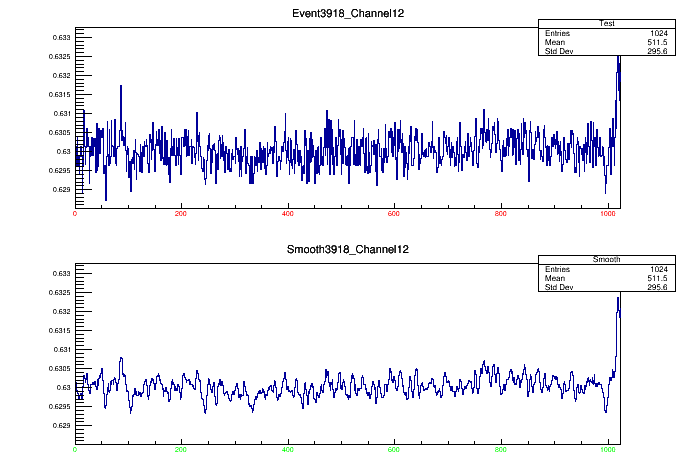 Event3918_Channel12
Test
Entries 1024
Mean 511.5
Std Dev 295.6
0.633
0.6325
0.632
0.6315
0.631
0.6305
0.63
0.6295
0.629
0 200 400 600 800 1000
Smooth3918_Channel12
Smooth
Entries 1024
Mean 511.5
Std Dev 295.6
0.633
0.6325
0.632
0.6315
0.631
0.6305
0.63
0.6295
0.629
0 200 400 600 800 1000